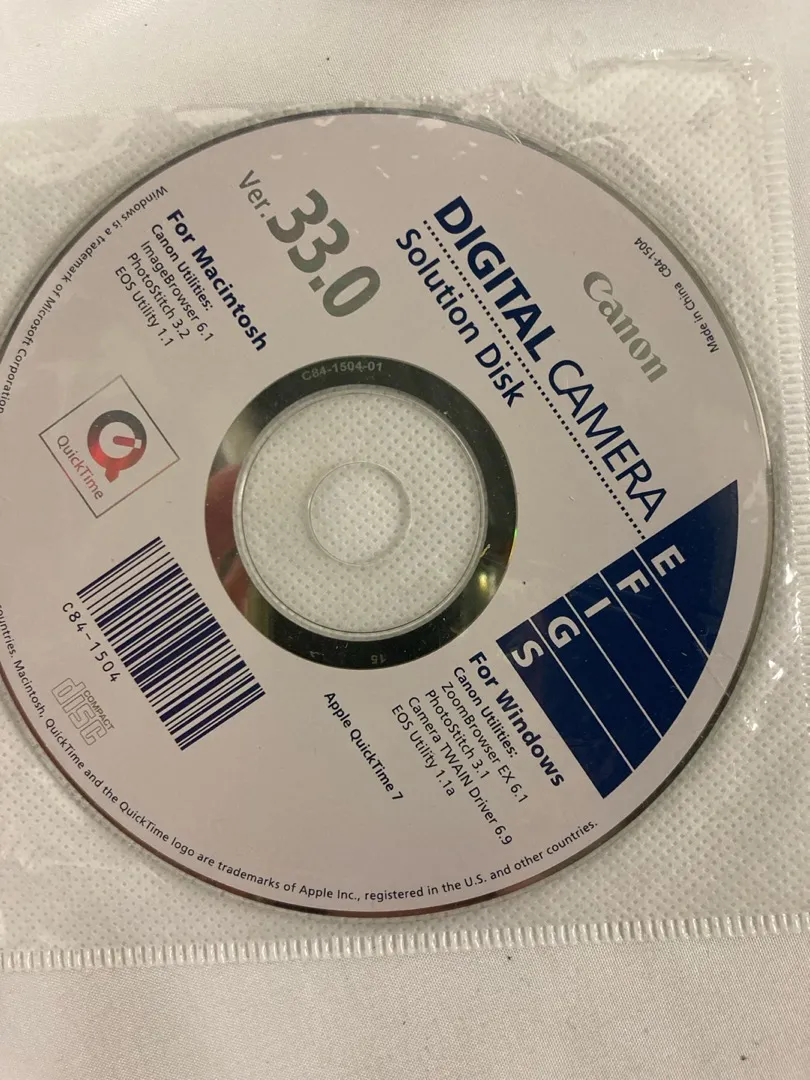 Canon
Made in China C84-1504
DIGITAL CAMERA
Solution Disk
Ver. 33.0
E
F
I
G
S
For Macintosh
Canon Utilities:
ImageBrowser 6.1
PhotoStitch 3.2
EOS Utility 1.1
For Windows
Canon Utilities:
ZoomBrowser EX 6.1
PhotoStitch 3.1
Camera TWAIN Driver 6.9
EOS Utility 1.1a
Apple QuickTime 7
QuickTime
C84-1504
COMPACT
disc
C84-1504-01
15
Windows is a trademark of Microsoft Corporation
ountries. Macintosh, QuickTime and the QuickTime logo are trademarks of Apple Inc., registered in the U.S. and other countries.